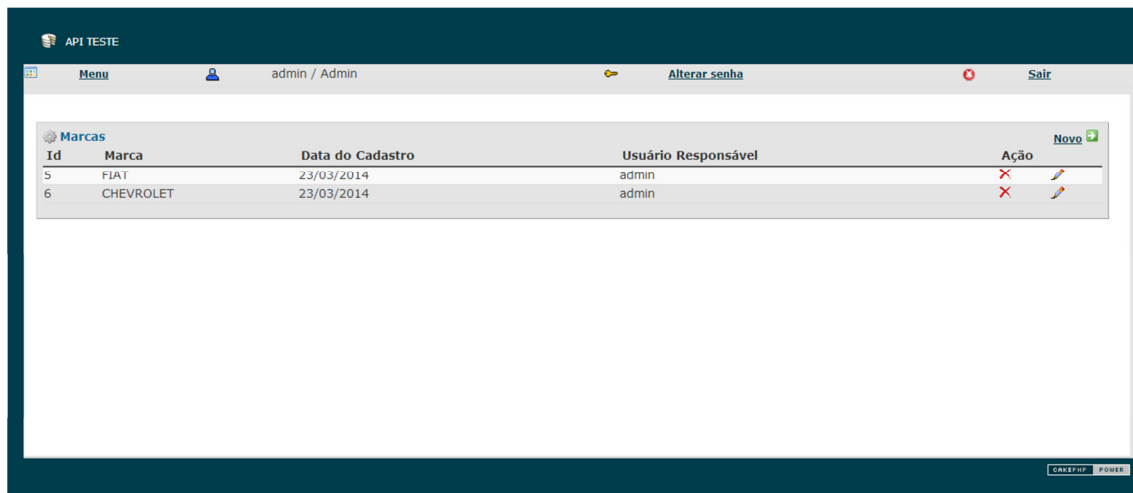 API TESTE
Menu admin / Admin Alterar senha Sair
Marcas Novo
Id Marca Data do Cadastro Usuário Responsável Ação
5 FIAT 23/03/2014 admin
6 CHEVROLET 23/03/2014 admin
CAKEPHP POWER